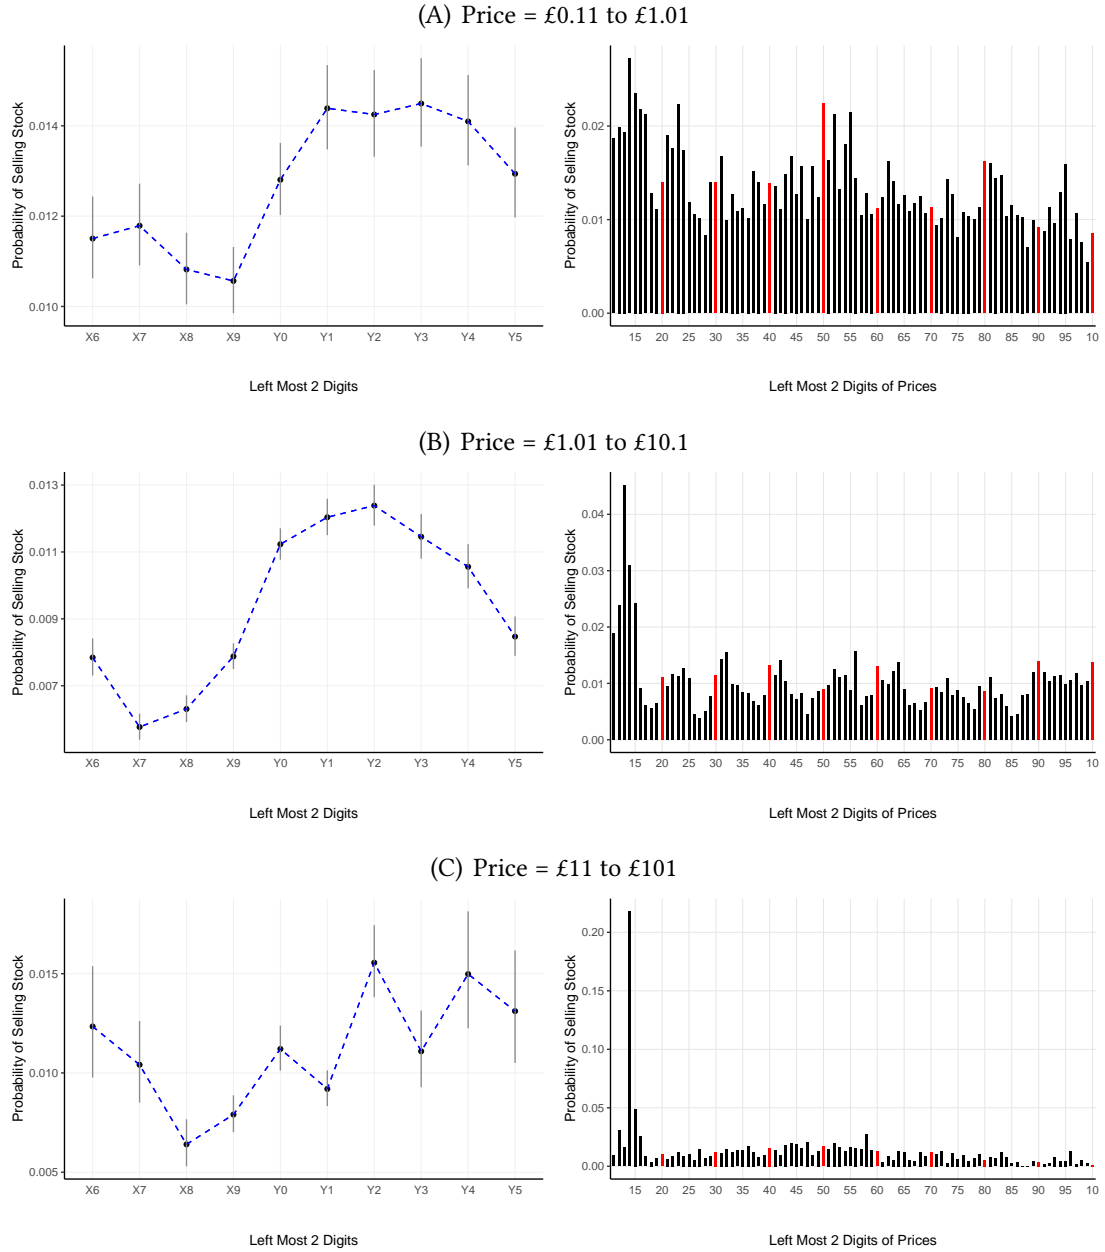 (A) Price = £0.11 to £1.01
Probability of Selling Stock
0.014
0.012
0.010
X6 X7 X8 X9 Y0 Y1 Y2 Y3 Y4 Y5
Left Most 2 Digits
Probability of Selling Stock
0.02
0.01
0.00
15 20 25 30 35 40 45 50 55 60 65 70 75 80 85 90 95 10
Left Most 2 Digits of Prices
(B) Price = £1.01 to £10.1
Probability of Selling Stock
0.013
0.011
0.009
0.007
X6 X7 X8 X9 Y0 Y1 Y2 Y3 Y4 Y5
Left Most 2 Digits
Probability of Selling Stock
0.04
0.03
0.02
0.01
0.00
15 20 25 30 35 40 45 50 55 60 65 70 75 80 85 90 95 10
Left Most 2 Digits of Prices
(C) Price = £11 to £101
Probability of Selling Stock
0.015
0.010
0.005
X6 X7 X8 X9 Y0 Y1 Y2 Y3 Y4 Y5
Left Most 2 Digits
Probability of Selling Stock
0.20
0.15
0.10
0.05
0.00
15 20 25 30 35 40 45 50 55 60 65 70 75 80 85 90 95 10
Left Most 2 Digits of Prices